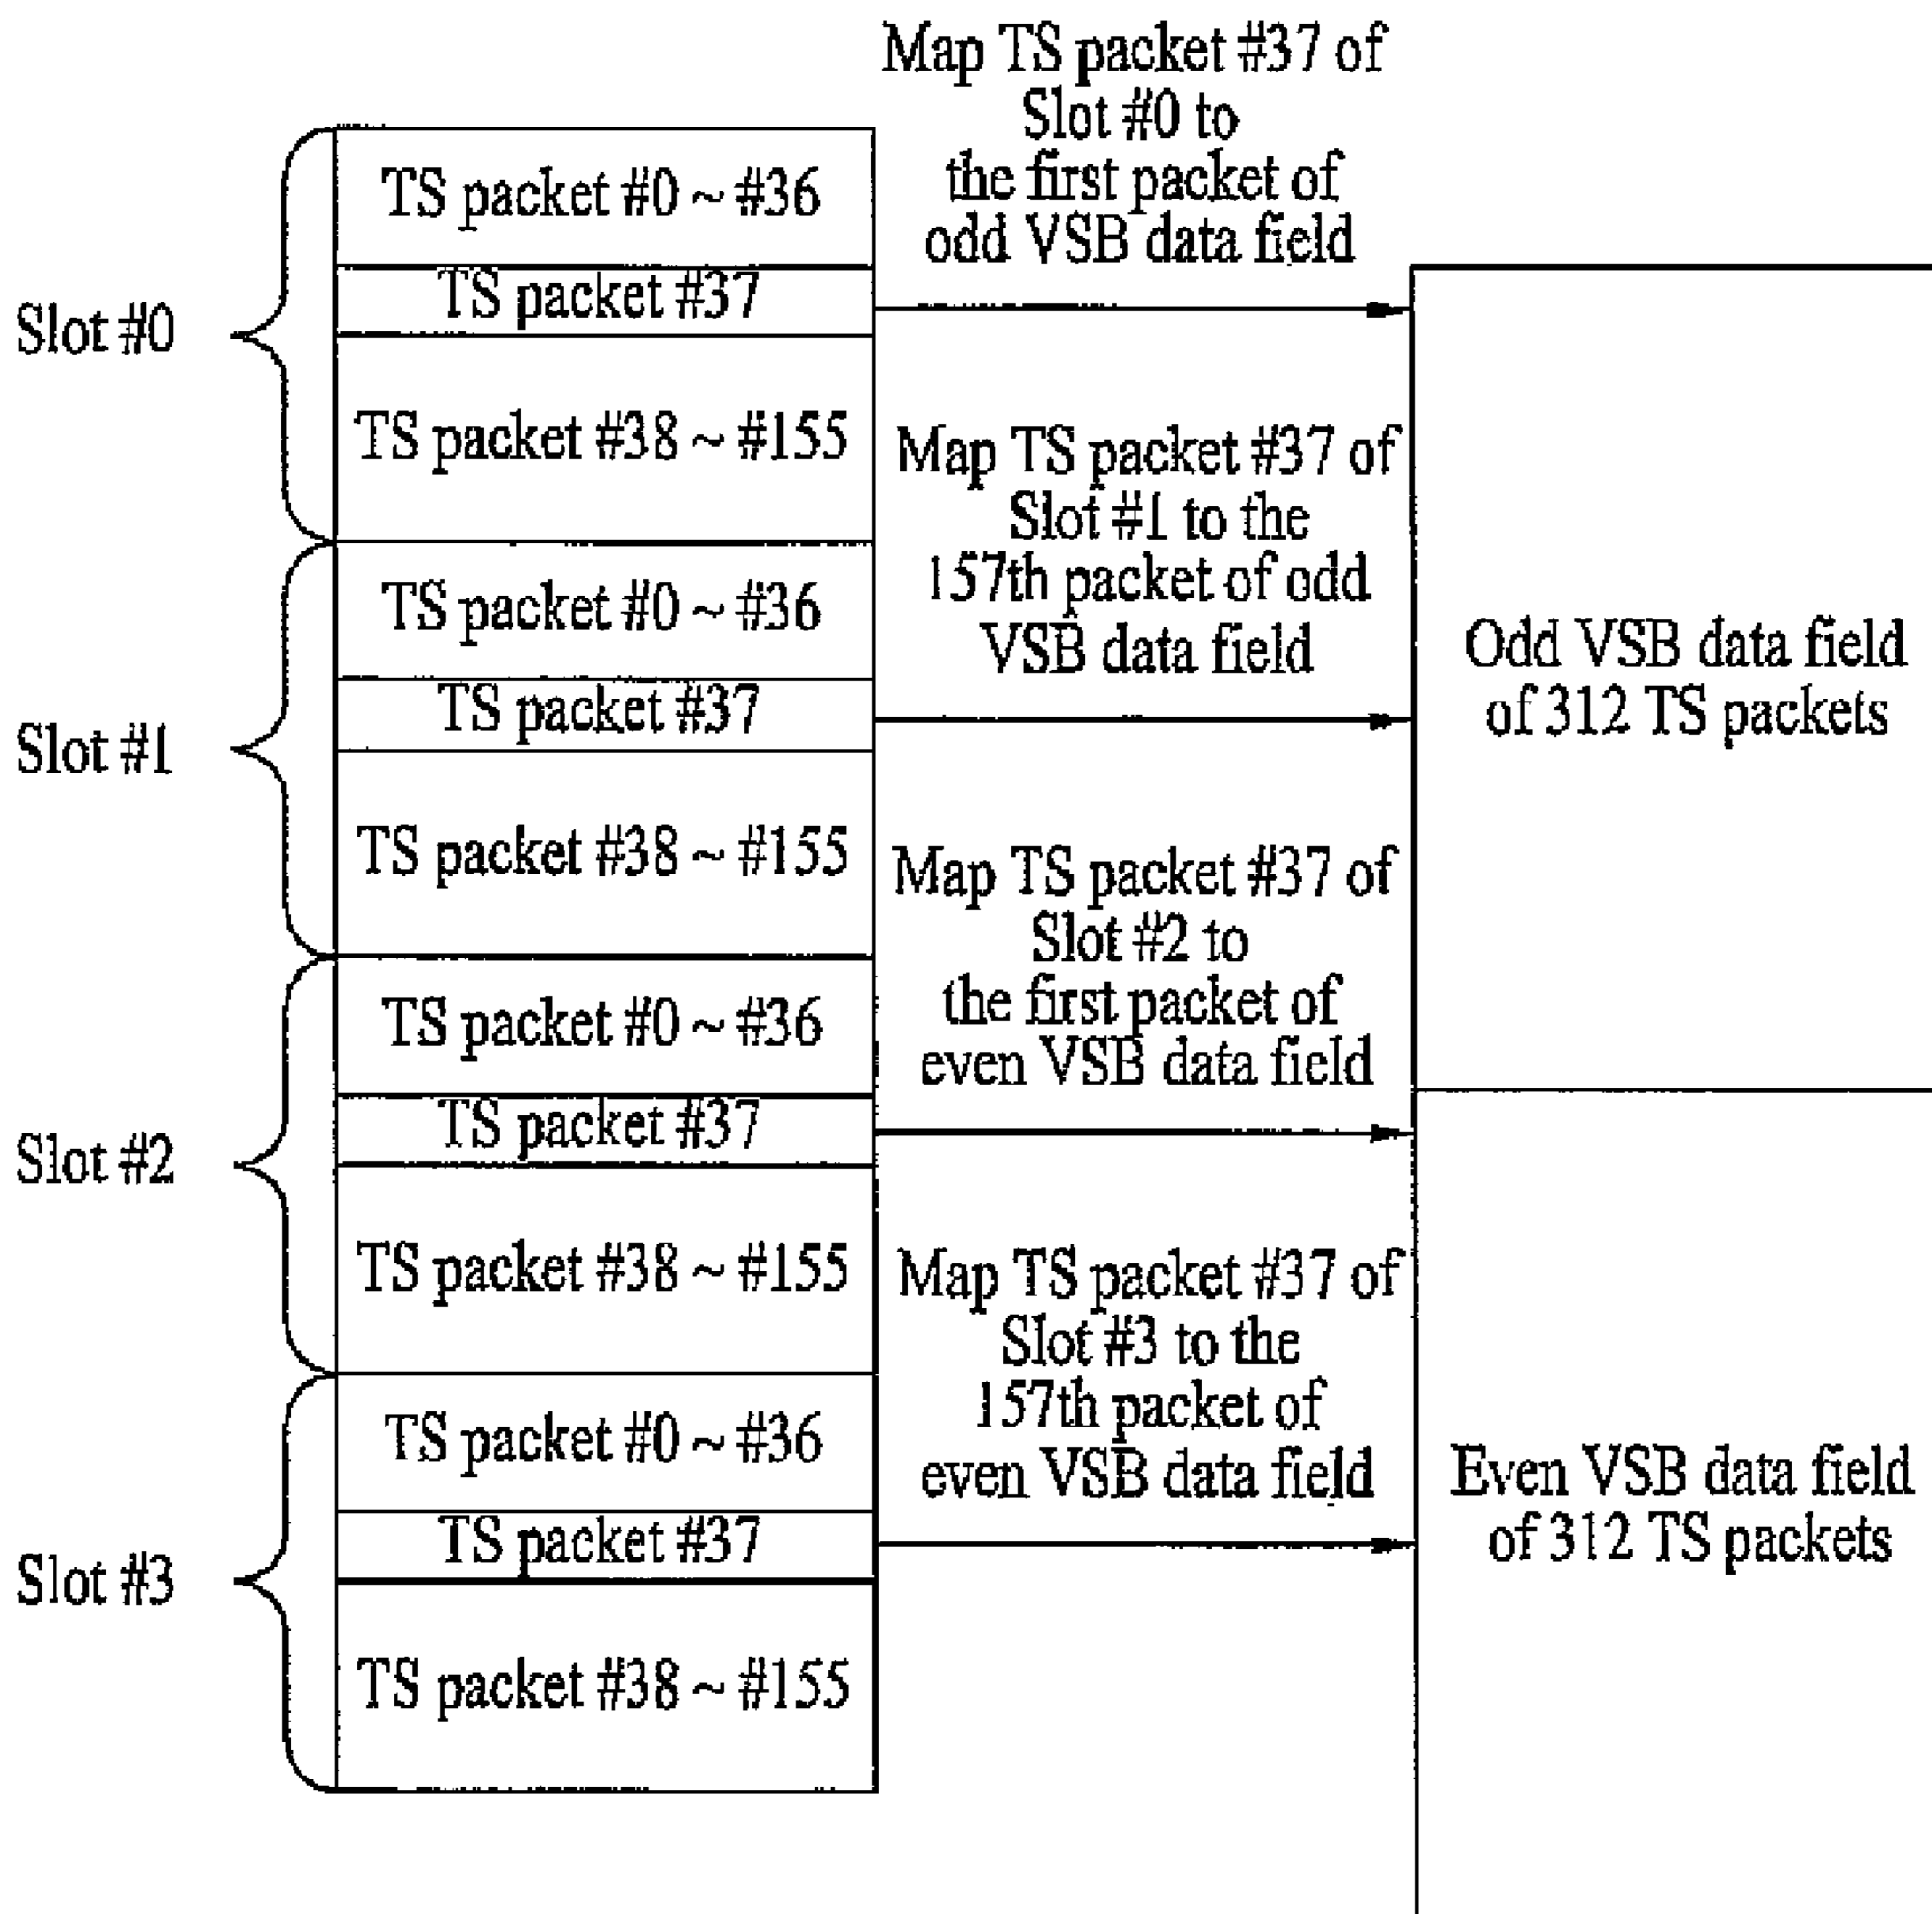 Map TS packet #37 of
Slot #0 to
the first packet of
odd VSB data field
Slot #0
TS packet #0 ~ #36
TS packet #37
TS packet #38 ~ #155
Map TS packet #37 of
Slot #1 to the
157th packet of odd
VSB data field
Slot #1
TS packet #0 ~ #36
TS packet #37
TS packet #38 ~ #155
Odd VSB data field
of 312 TS packets
Map TS packet #37 of
Slot #2 to
the first packet of
even VSB data field
Slot #2
TS packet #0 ~ #36
TS packet #37
TS packet #38 ~ #155
Map TS packet #37 of
Slot #3 to the
157th packet of
even VSB data field
Slot #3
TS packet #0 ~ #36
TS packet #37
TS packet #38 ~ #155
Even VSB data field
of 312 TS packets